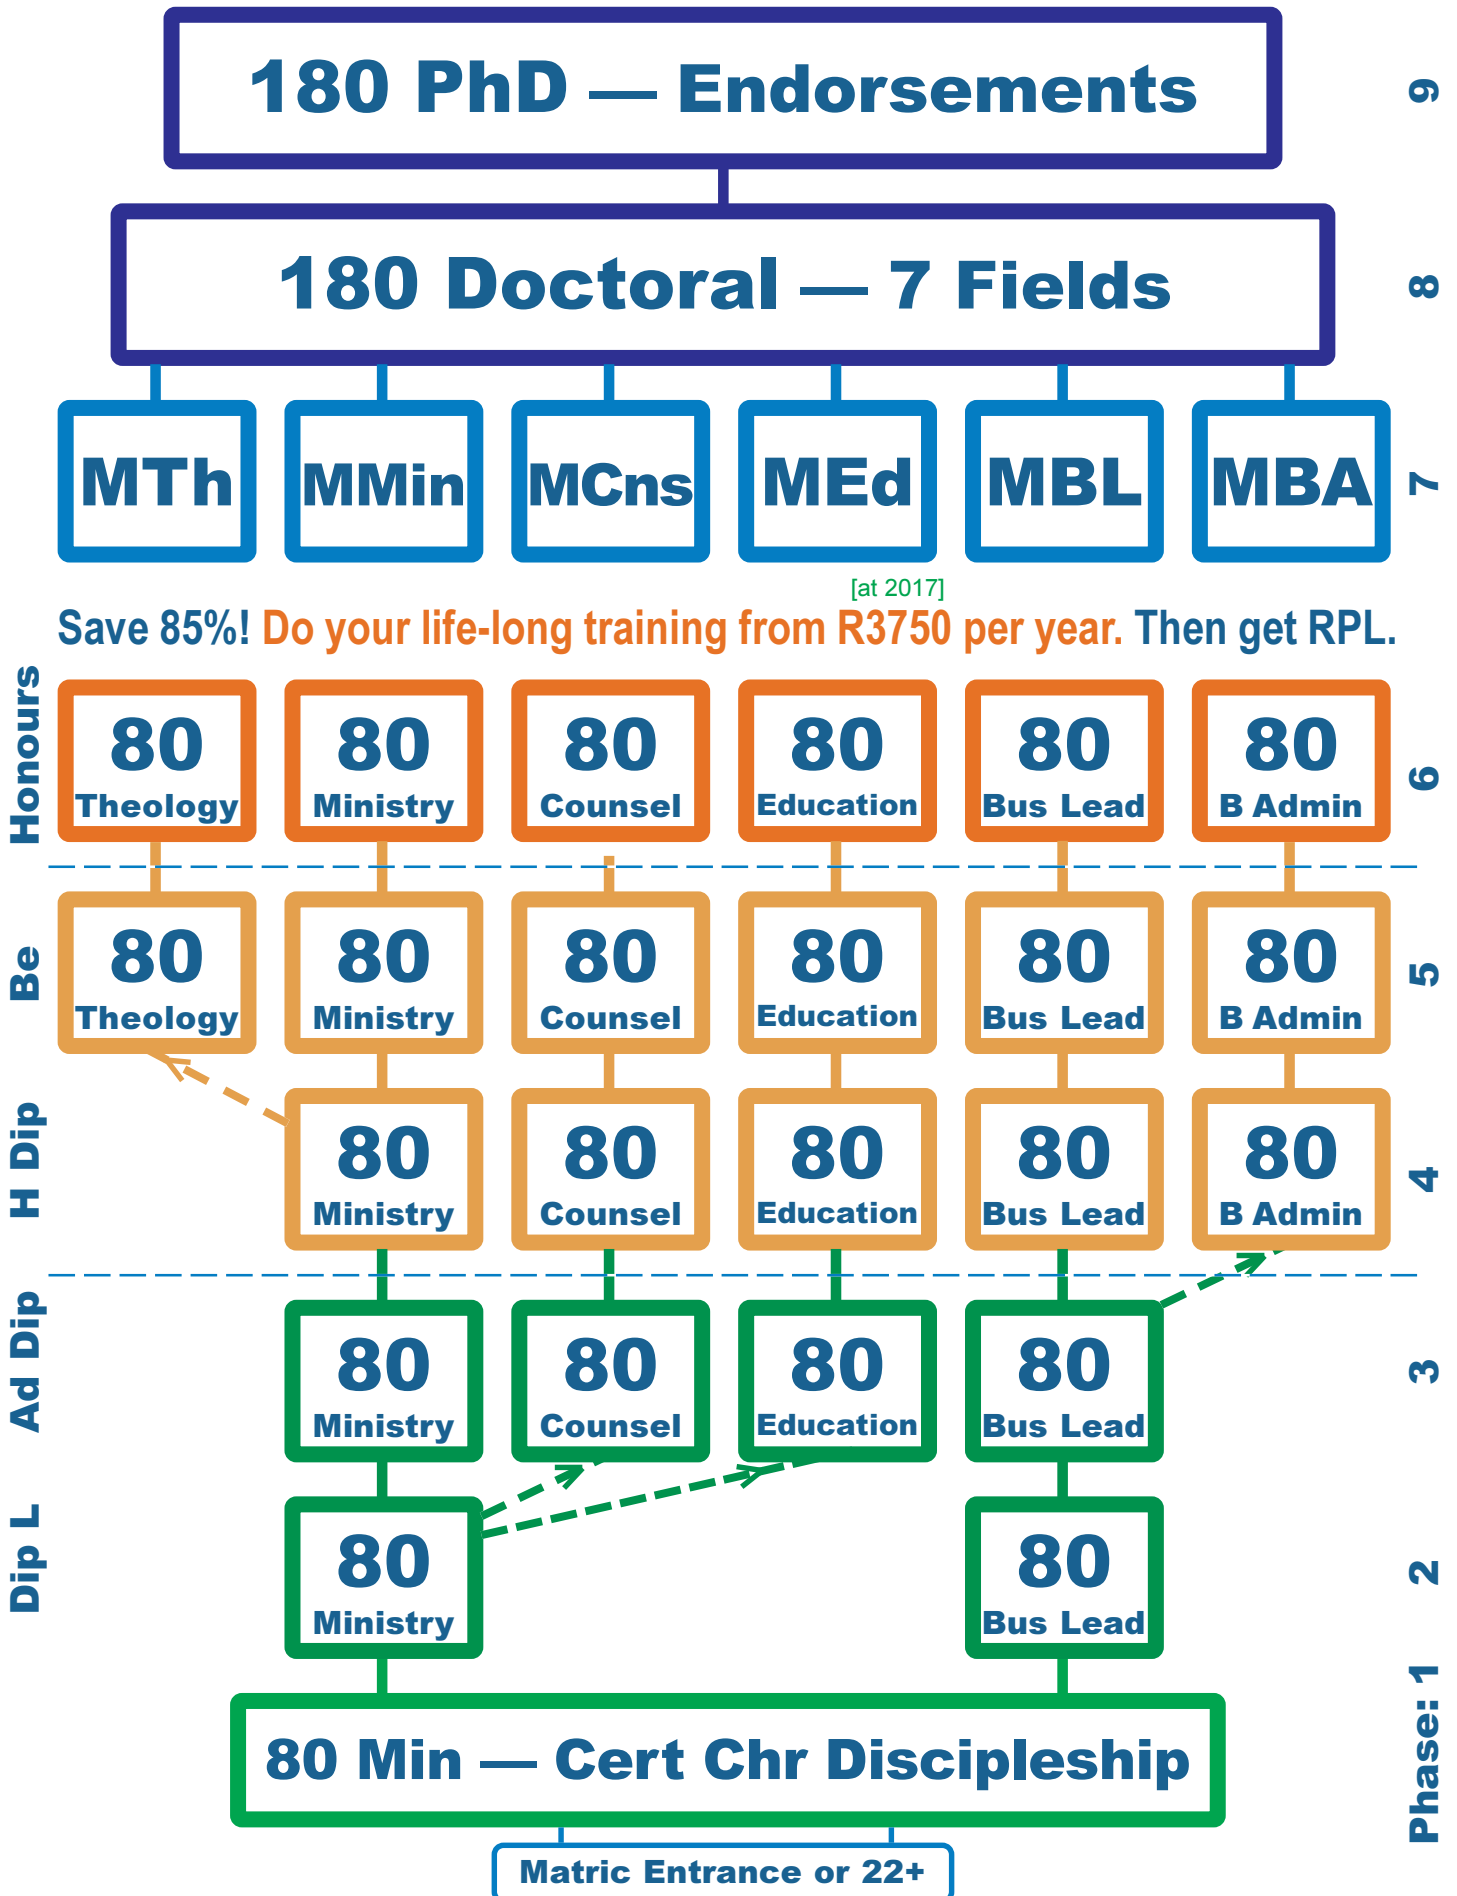 180 PhD — Endorsements
9
180 Doctoral — 7 Fields
8
MTh MMin MCns MEd MBL MBA
7
[at 2017]
Save 85%! Do your life-long training from R3750 per year. Then get RPL.
Honours
80 80 80 80 80 80
Theology Ministry Counsel Education Bus Lead B Admin
6
Be
80 80 80 80 80 80
Theology Ministry Counsel Education Bus Lead B Admin
5
H Dip
80 80 80 80 80
Ministry Counsel Education Bus Lead B Admin
4
Ad Dip
80 80 80 80
Ministry Counsel Education Bus Lead
3
Dip L
80 80
Ministry Bus Lead
2
80 Min — Cert Chr Discipleship
Phase: 1
Matric Entrance or 22+